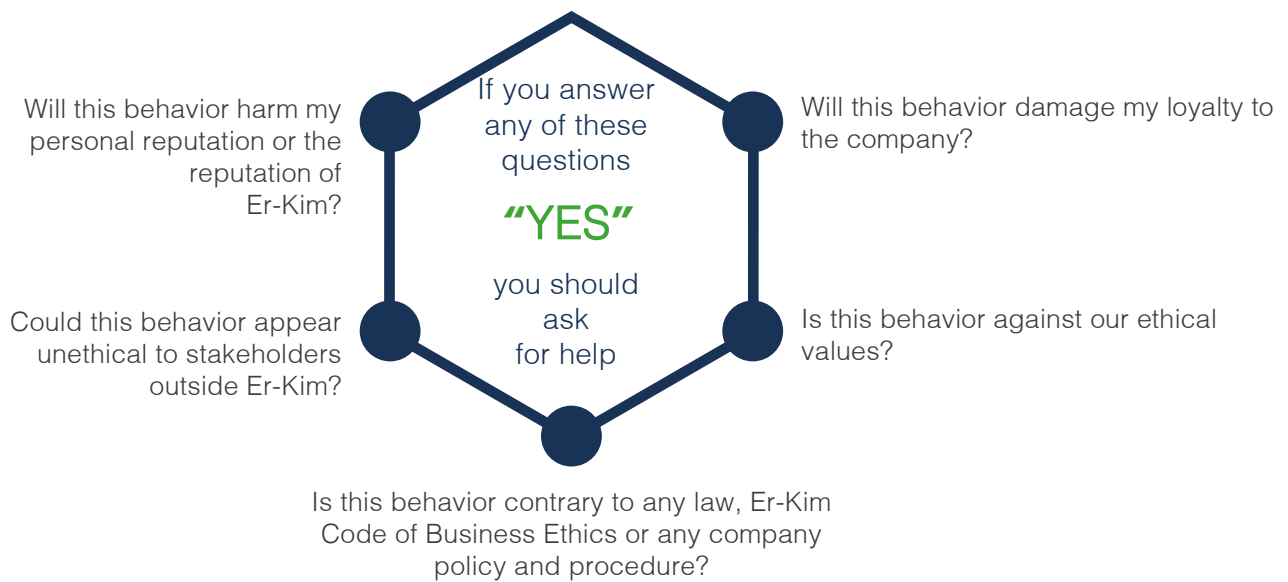 Will this behavior harm my
personal reputation or the
reputation of
Er-Kim?
If you answer
any of these
questions
“YES”
you should
ask
for help
Will this behavior damage my loyalty to
the company?
Could this behavior appear
unethical to stakeholders
outside Er-Kim?
Is this behavior against our ethical
values?
Is this behavior contrary to any law, Er-Kim
Code of Business Ethics or any company
policy and procedure?